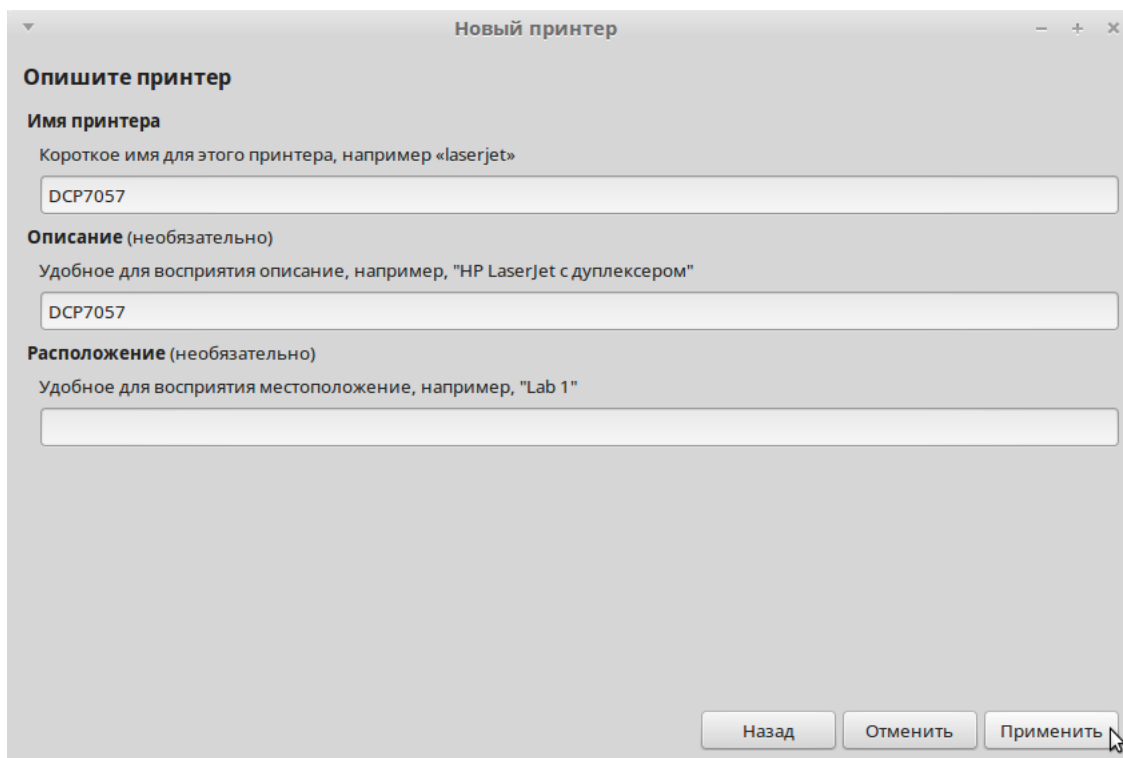 Новый принтер
Опишите принтер
Имя принтера
Короткое имя для этого принтера, например «laserjet»
DCP7057
Описание (необязательно)
Удобное для восприятия описание, например, "HP LaserJet с дуплексером"
DCP7057
Расположение (необязательно)
Удобное для восприятия местоположение, например, "Lab 1"
Назад Отменить Применить